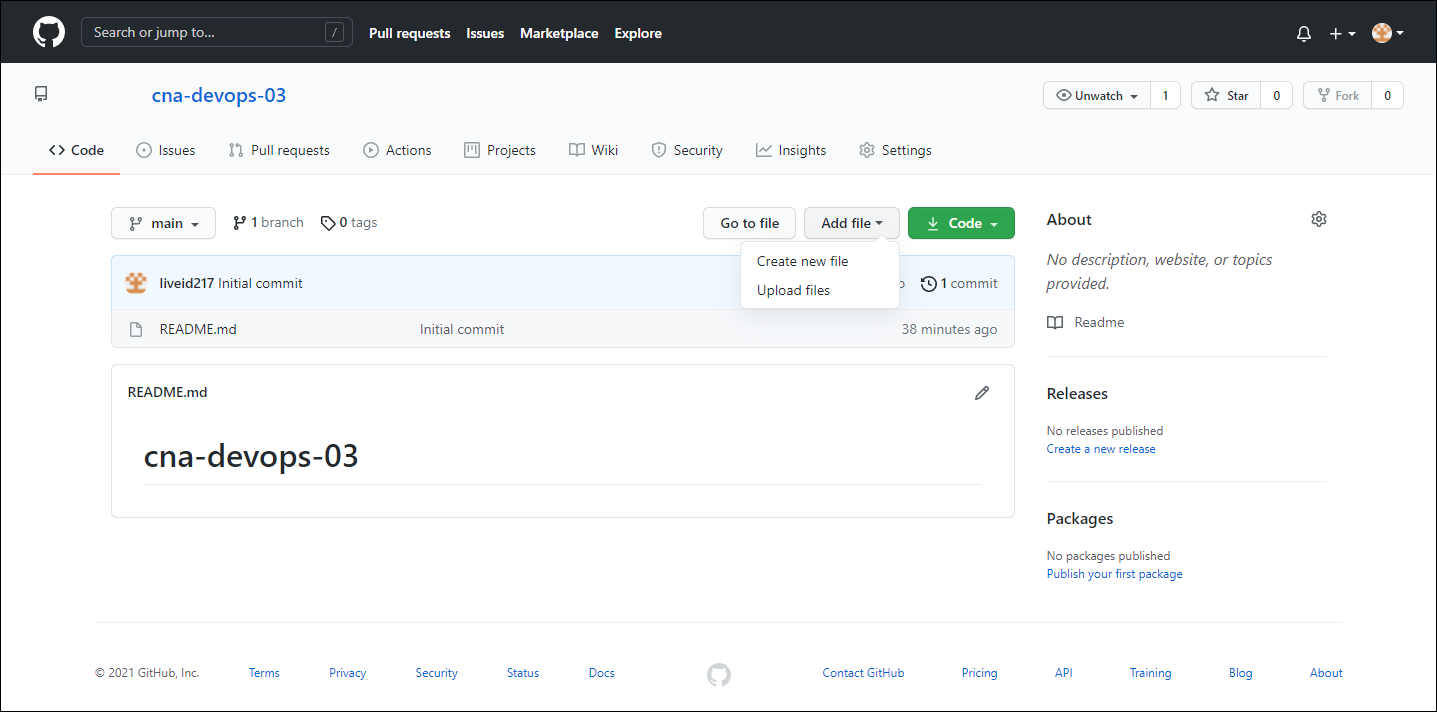 Search or jump to... / Pull requests Issues Marketplace Explore
cna-devops-03 Unwatch 1 Star 0 Fork 0
Code Issues Pull requests Actions Projects Wiki Security Insights Settings
main 1 branch 0 tags Go to file Add file Code
Create new file
Upload files
liveid217 Initial commit 1 commit
README.md Initial commit 38 minutes ago
README.md
cna-devops-03
About
No description, website, or topics
provided.
Readme
Releases
No releases published
Create a new release
Packages
No packages published
Publish your first package
© 2021 GitHub, Inc. Terms Privacy Security Status Docs Contact GitHub Pricing API Training Blog About